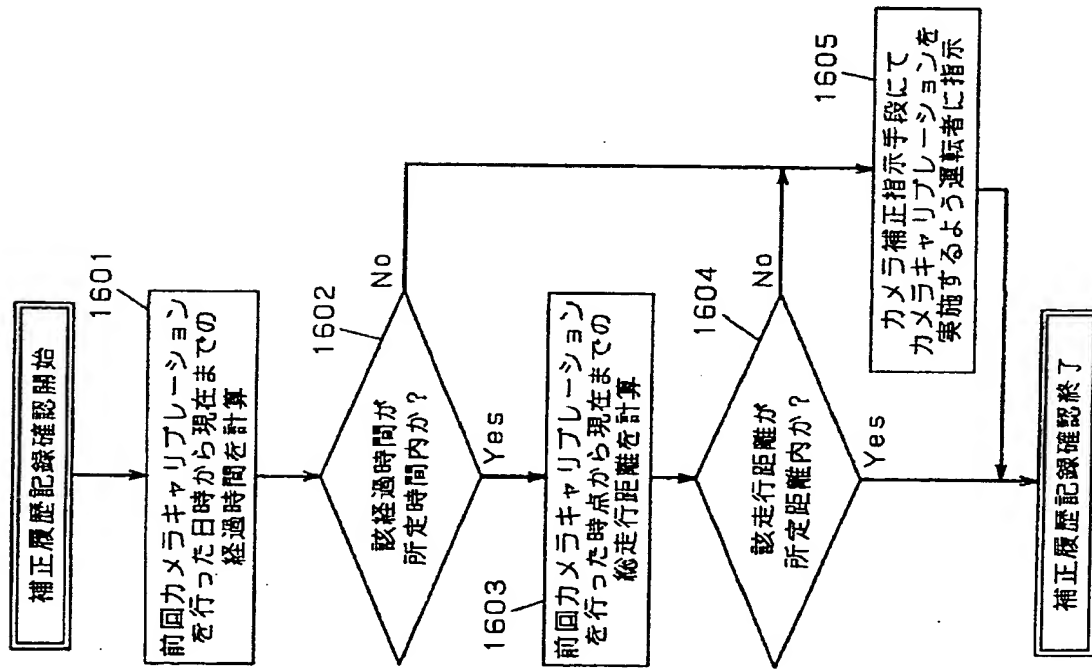 補正履歴記録確認開始
1601
前回カメラキャリブレーション
を行った日時から現在までの
経過時間を計算
1602
該経過時間が
所定時間内か?
No
Yes
1603
前回カメラキャリブレーション
を行った時点から現在までの
総走行距離を計算
1604
該走行距離が
所定距離内か?
No
Yes
1605
カメラ補正指示手段にて
カメラキャリブレーションを
実施するよう運転者に指示
補正履歴記録確認終了